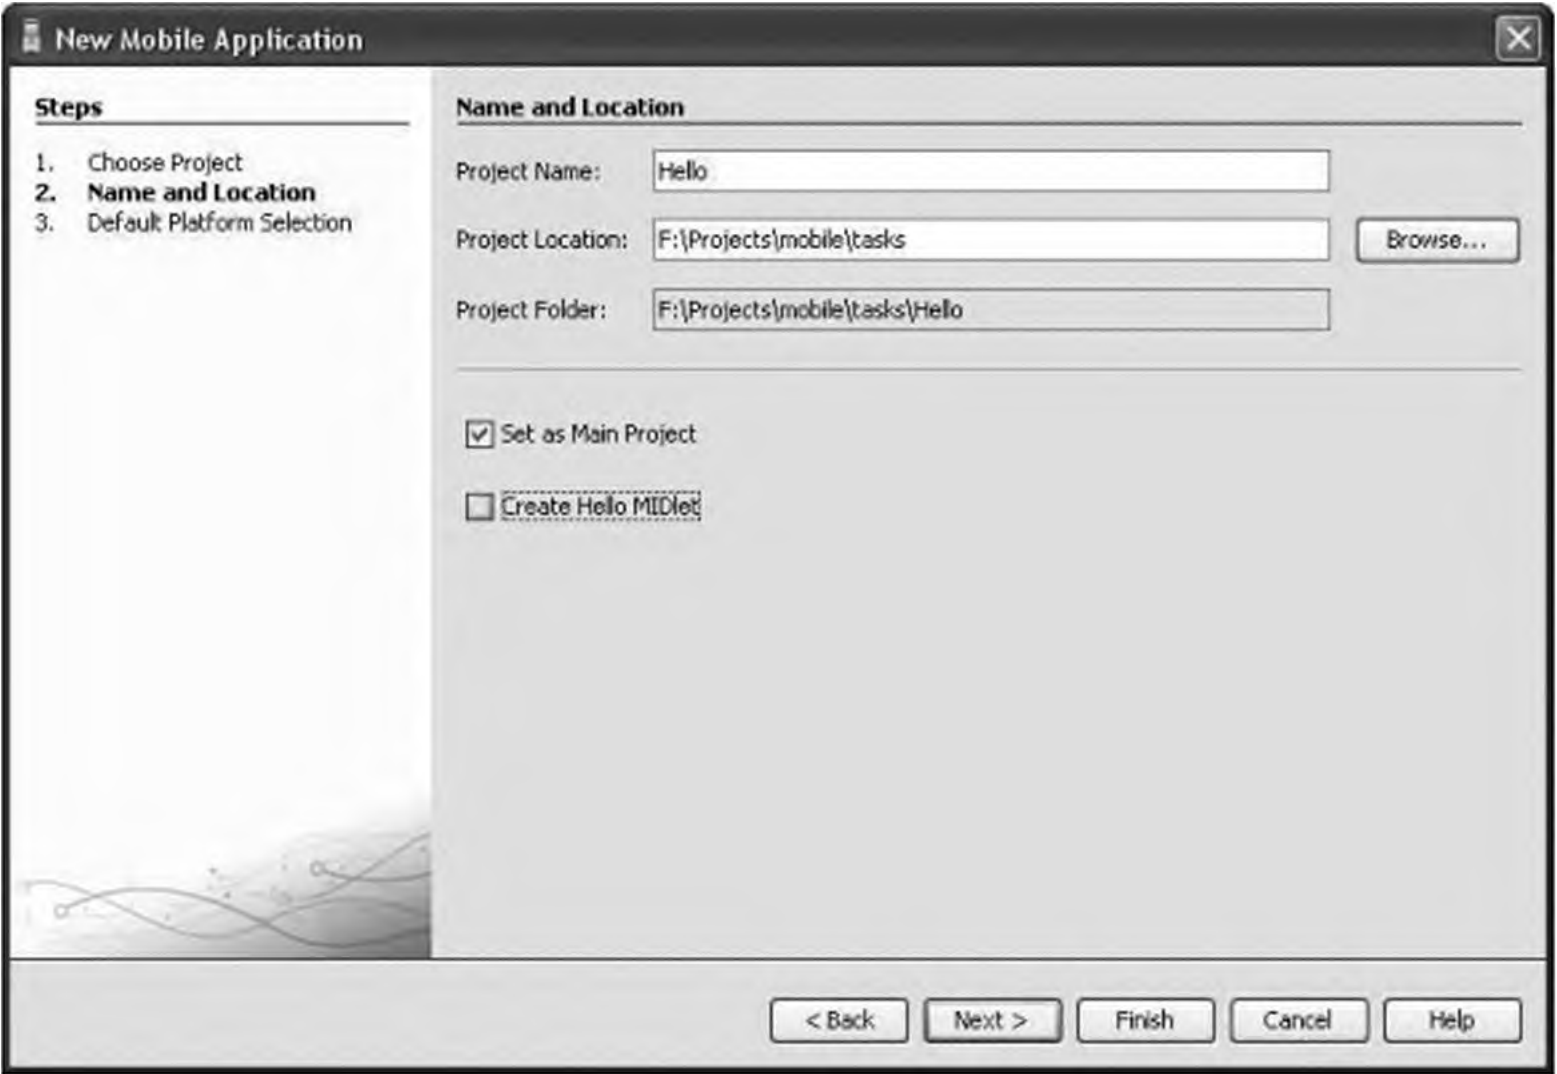 New Mobile Application
Steps
1. Choose Project
2. Name and Location
3. Default Platform Selection
Name and Location
Project Name: Hello
Project Location: F:\Projects\mobile\tasks Browse...
Project Folder: F:\Projects\mobile\tasks\Hello
Set as Main Project
Create Hello MIDlet
< Back Next > Finish Cancel Help